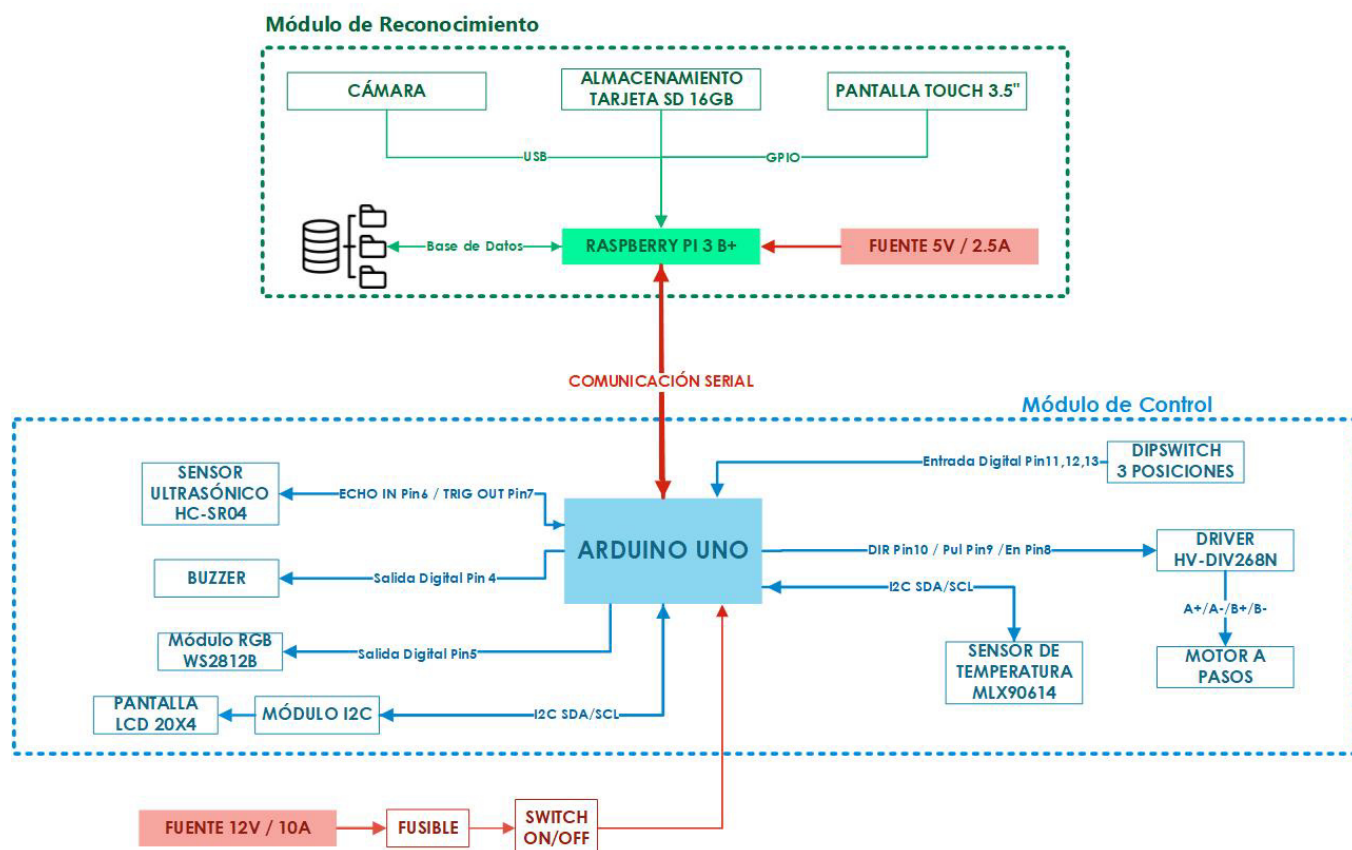 Módulo de Reconocimiento
CÁMARA
ALMACENAMIENTO
TARJETA SD 16GB
PANTALLA TOUCH 3.5"
USB
GPIO
Base de Datos
RASPBERRY PI 3 B+
FUENTE 5V / 2.5A
COMUNICACIÓN SERIAL
Módulo de Control
SENSOR
ULTRASÓNICO
HC-SR04
ECHO IN Pin6 / TRIG OUT Pin7
Entrada Digital Pin11,12,13
DIPSWITCH
3 POSICIONES
ARDUINO UNO
BUZZER
Salida Digital Pin 4
DIR Pin10 / Pul Pin9 /En Pin8
DRIVER
HV-DIV268N
I2C SDA/SCL
A+/A-/B+/B-
Módulo RGB
WS2812B
Salida Digital Pin5
SENSOR DE
TEMPERATURA
MLX90614
MOTOR A
PASOS
PANTALLA
LCD 20X4
MÓDULO I2C
I2C SDA/SCL
FUENTE 12V / 10A
FUSIBLE
SWITCH
ON/OFF